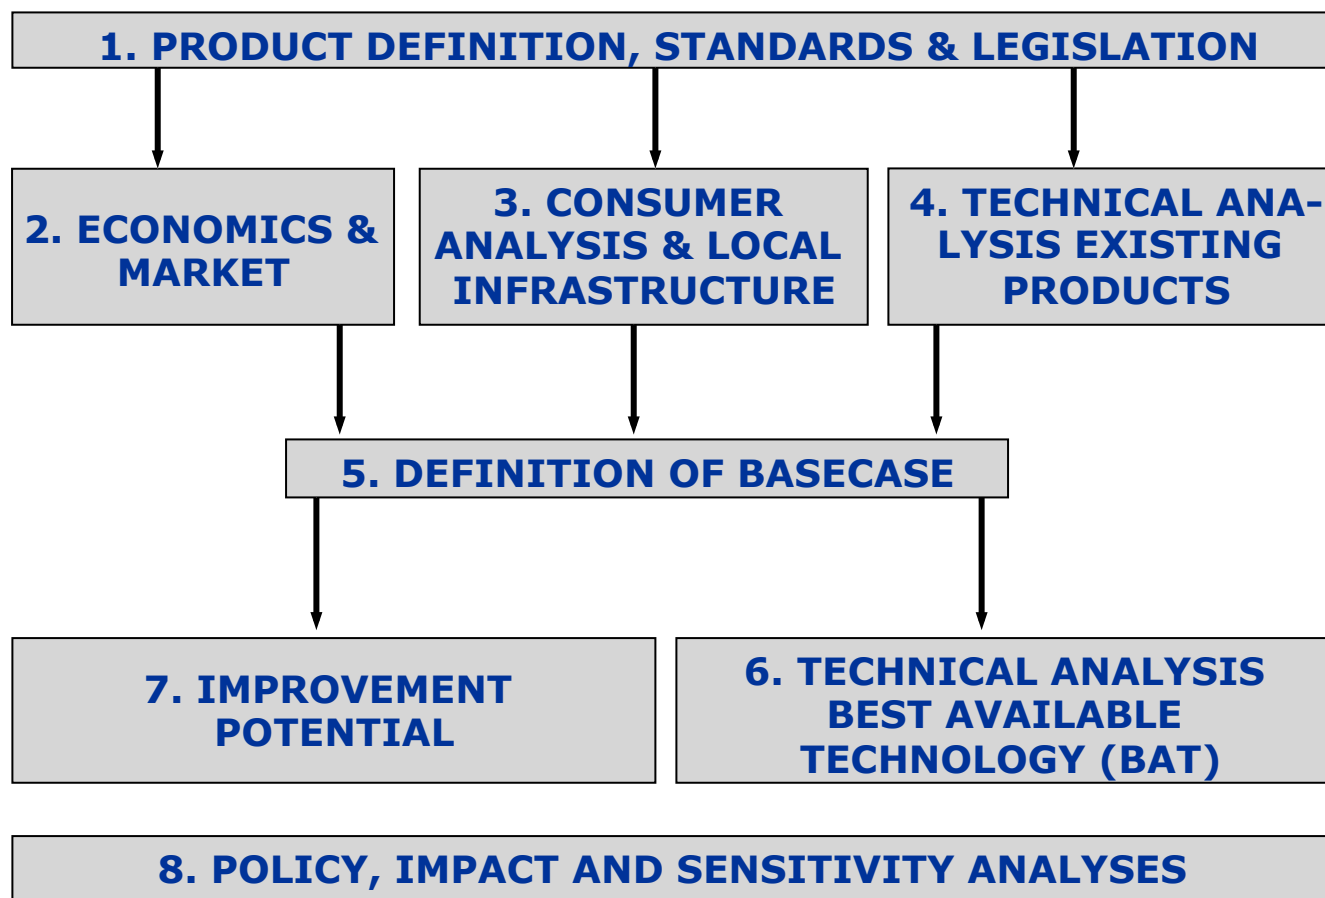 1. PRODUCT DEFINITION, STANDARDS & LEGISLATION
2. ECONOMICS &
MARKET
3. CONSUMER
ANALYSIS & LOCAL
INFRASTRUCTURE
4. TECHNICAL ANA-
LYSIS EXISTING
PRODUCTS
5. DEFINITION OF BASECASE
7. IMPROVEMENT
POTENTIAL
6. TECHNICAL ANALYSIS
BEST AVAILABLE
TECHNOLOGY (BAT)
8. POLICY, IMPACT AND SENSITIVITY ANALYSES